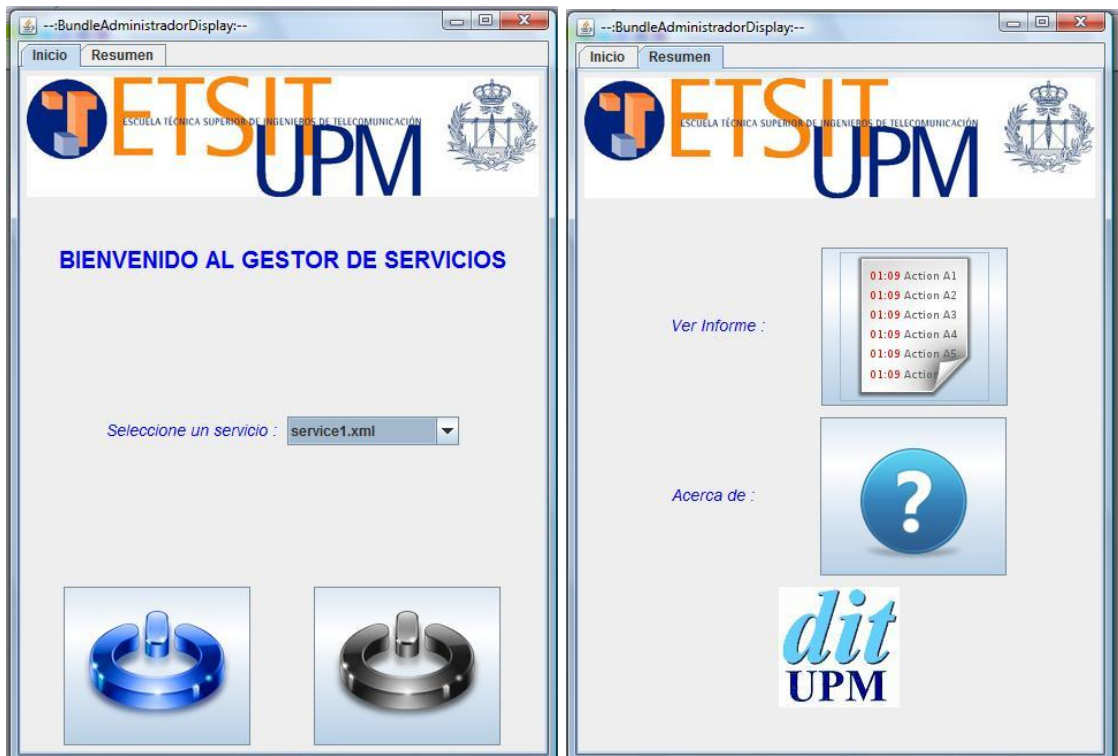 --:BundleAdministradorDisplay:--
Inicio Resumen
ETSIT
ESCUELA TÉCNICA SUPERIOR DE INGENIEROS DE TELECOMUNICACIÓN
UPM
BIENVENIDO AL GESTOR DE SERVICIOS
Seleccione un servicio : service1.xml
--:BundleAdministradorDisplay:--
Inicio Resumen
ETSIT
ESCUELA TÉCNICA SUPERIOR DE INGENIEROS DE TELECOMUNICACIÓN
UPM
Ver Informe :
01:09 Action A1
01:09 Action A2
01:09 Action A3
01:09 Action A4
01:09 Action A5
01:09 Action
Acerca de :
?
dit
UPM